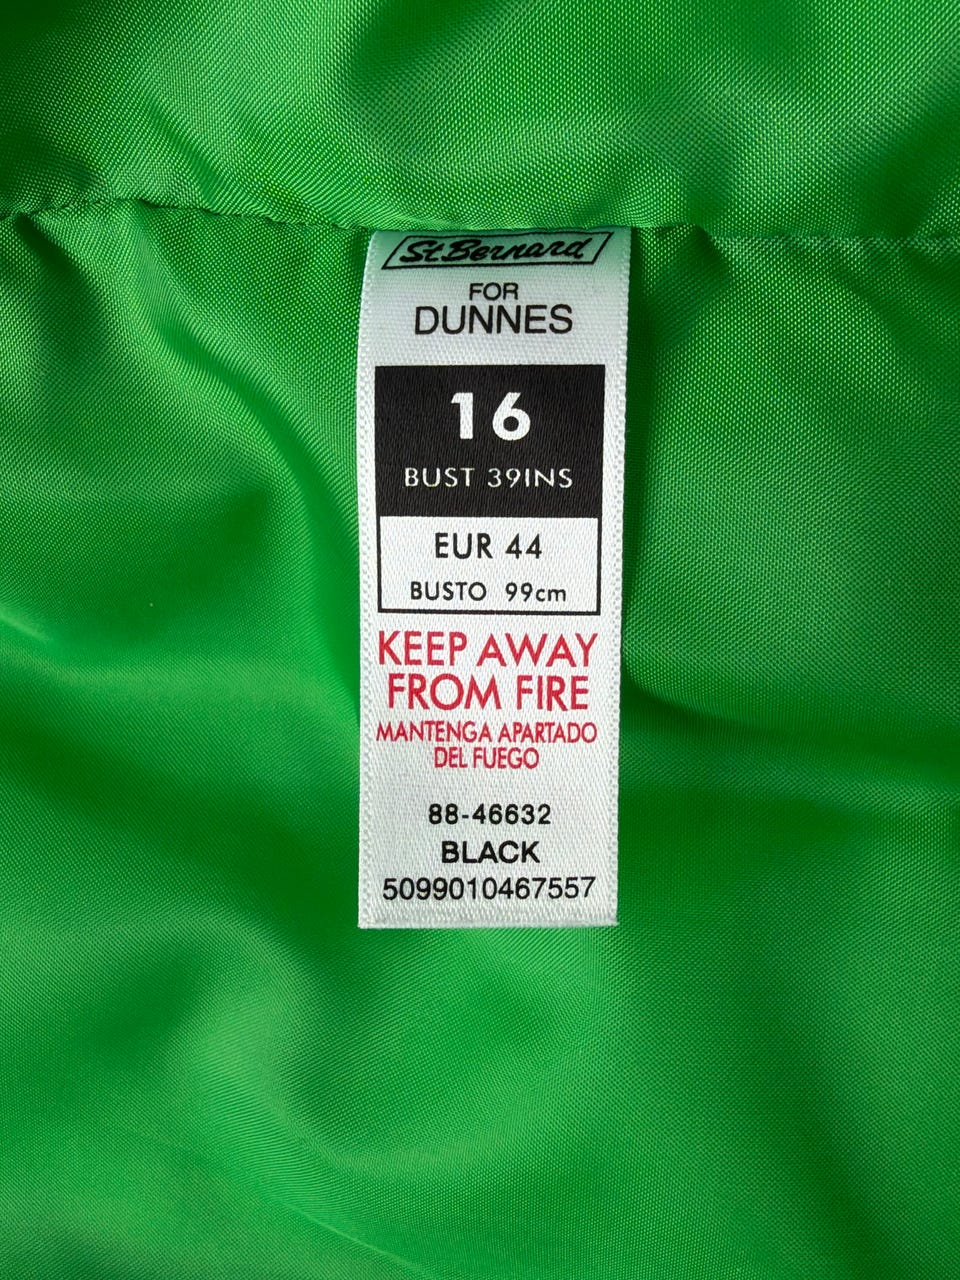 St.Bernard
FOR
DUNNES
16
BUST 39INS
EUR 44
BUSTO 99cm
KEEP AWAY
FROM FIRE
MANTENGA APARTADO
DEL FUEGO
88-46632
BLACK
5099010467557